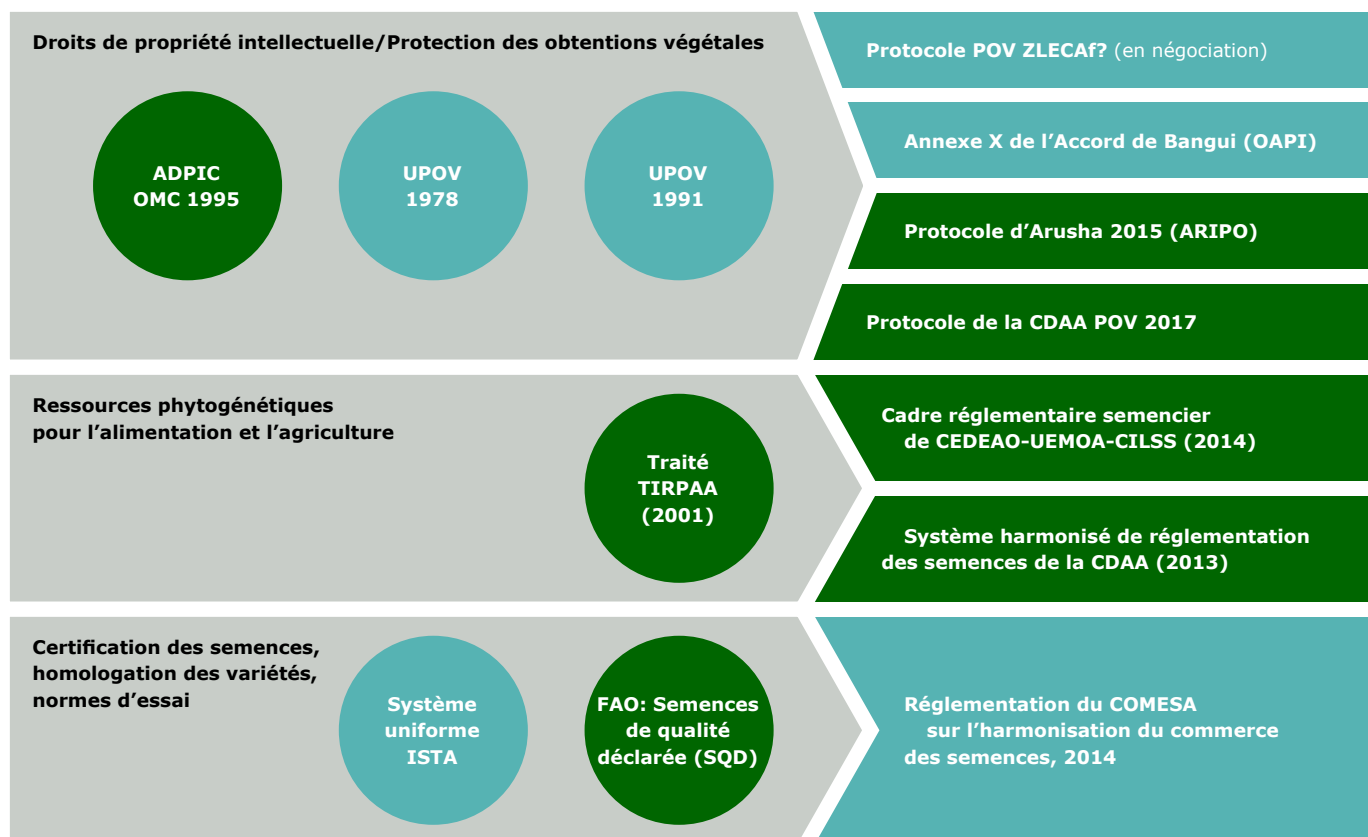 Droits de propriété intellectuelle/Protection des obtentions végétales
ADPIC
OMC 1995
UPOV
1978
UPOV
1991
Protocole POV ZLECAf? (en négociation)
Annexe X de l’Accord de Bangui (OAPI)
Protocole d’Arusha 2015 (ARIPO)
Protocole de la CDAA POV 2017
Ressources phytogénétiques
pour l’alimentation et l’agriculture
Traité
TIRPAA
(2001)
Cadre réglementaire semencier
de CEDEAO-UEMOA-CILSS (2014)
Système harmonisé de réglementation
des semences de la CDAA (2013)
Certification des semences,
homologation des variétés,
normes d’essai
Système
uniforme
ISTA
FAO: Semences
de qualité
déclarée (SQD)
Réglementation du COMESA
sur l’harmonisation du commerce
des semences, 2014